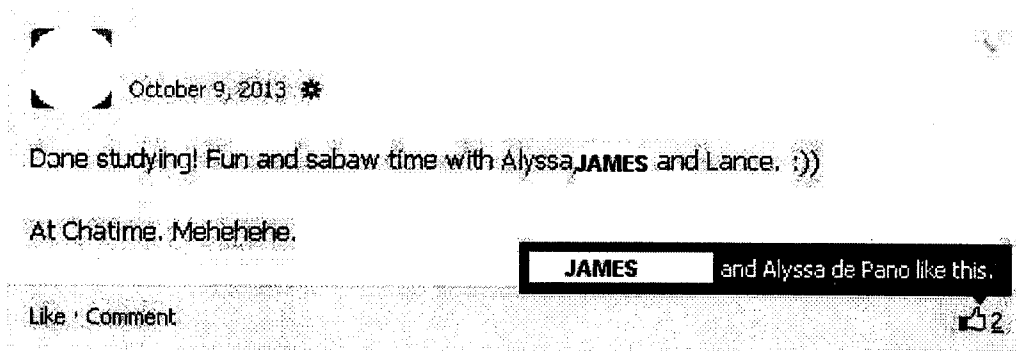 October 9, 2013
Done studying! Fun and sabaw time with Alyssa,JAMES and Lance. :))
At Chatime. Mehehehe.
JAMES and Alyssa de Pano like this.
Like · Comment
2